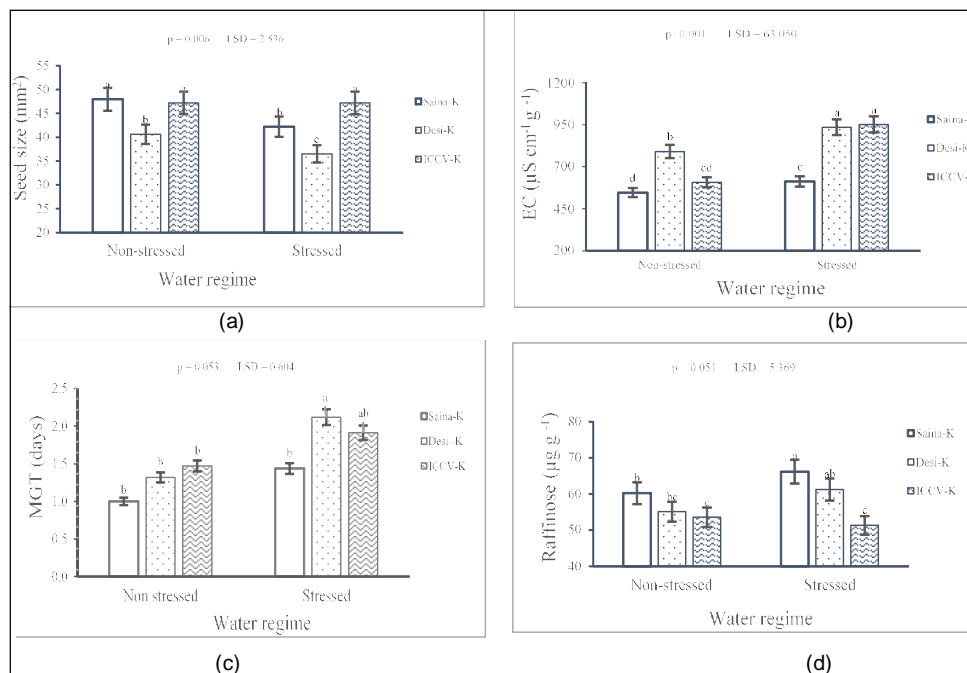 p = 0.006 LSD = 2.536
Seed size (mm²)
50
45
40
35
30
25
20
a
b
a
b
c
a
Non-stressed
Stressed
Water regime
Saina-K
Desi-K
ICCV-K
(a)
p = 0.001 LSD = 63.050
EC (µS cm⁻¹ g⁻¹)
1200
950
700
450
200
d
b
cd
c
a
a
Non-stressed
Stressed
Water regime
Saina-K
Desi-K
ICCV-K
(b)
p = 0.053 LSD = 0.604
MGT (days)
2.5
2.0
1.5
1.0
0.5
0.0
b
b
b
b
a
ab
Non stressed
Stressed
Water regime
Saina-K
Desi-K
ICCV-K
(c)
p = 0.051 LSD = 5.369
Raffinose (µg g⁻¹)
80
70
60
50
40
b
bc
c
a
ab
c
Non-stressed
Stressed
Water regime
Saina-K
Desi-K
ICCV-K
(d)